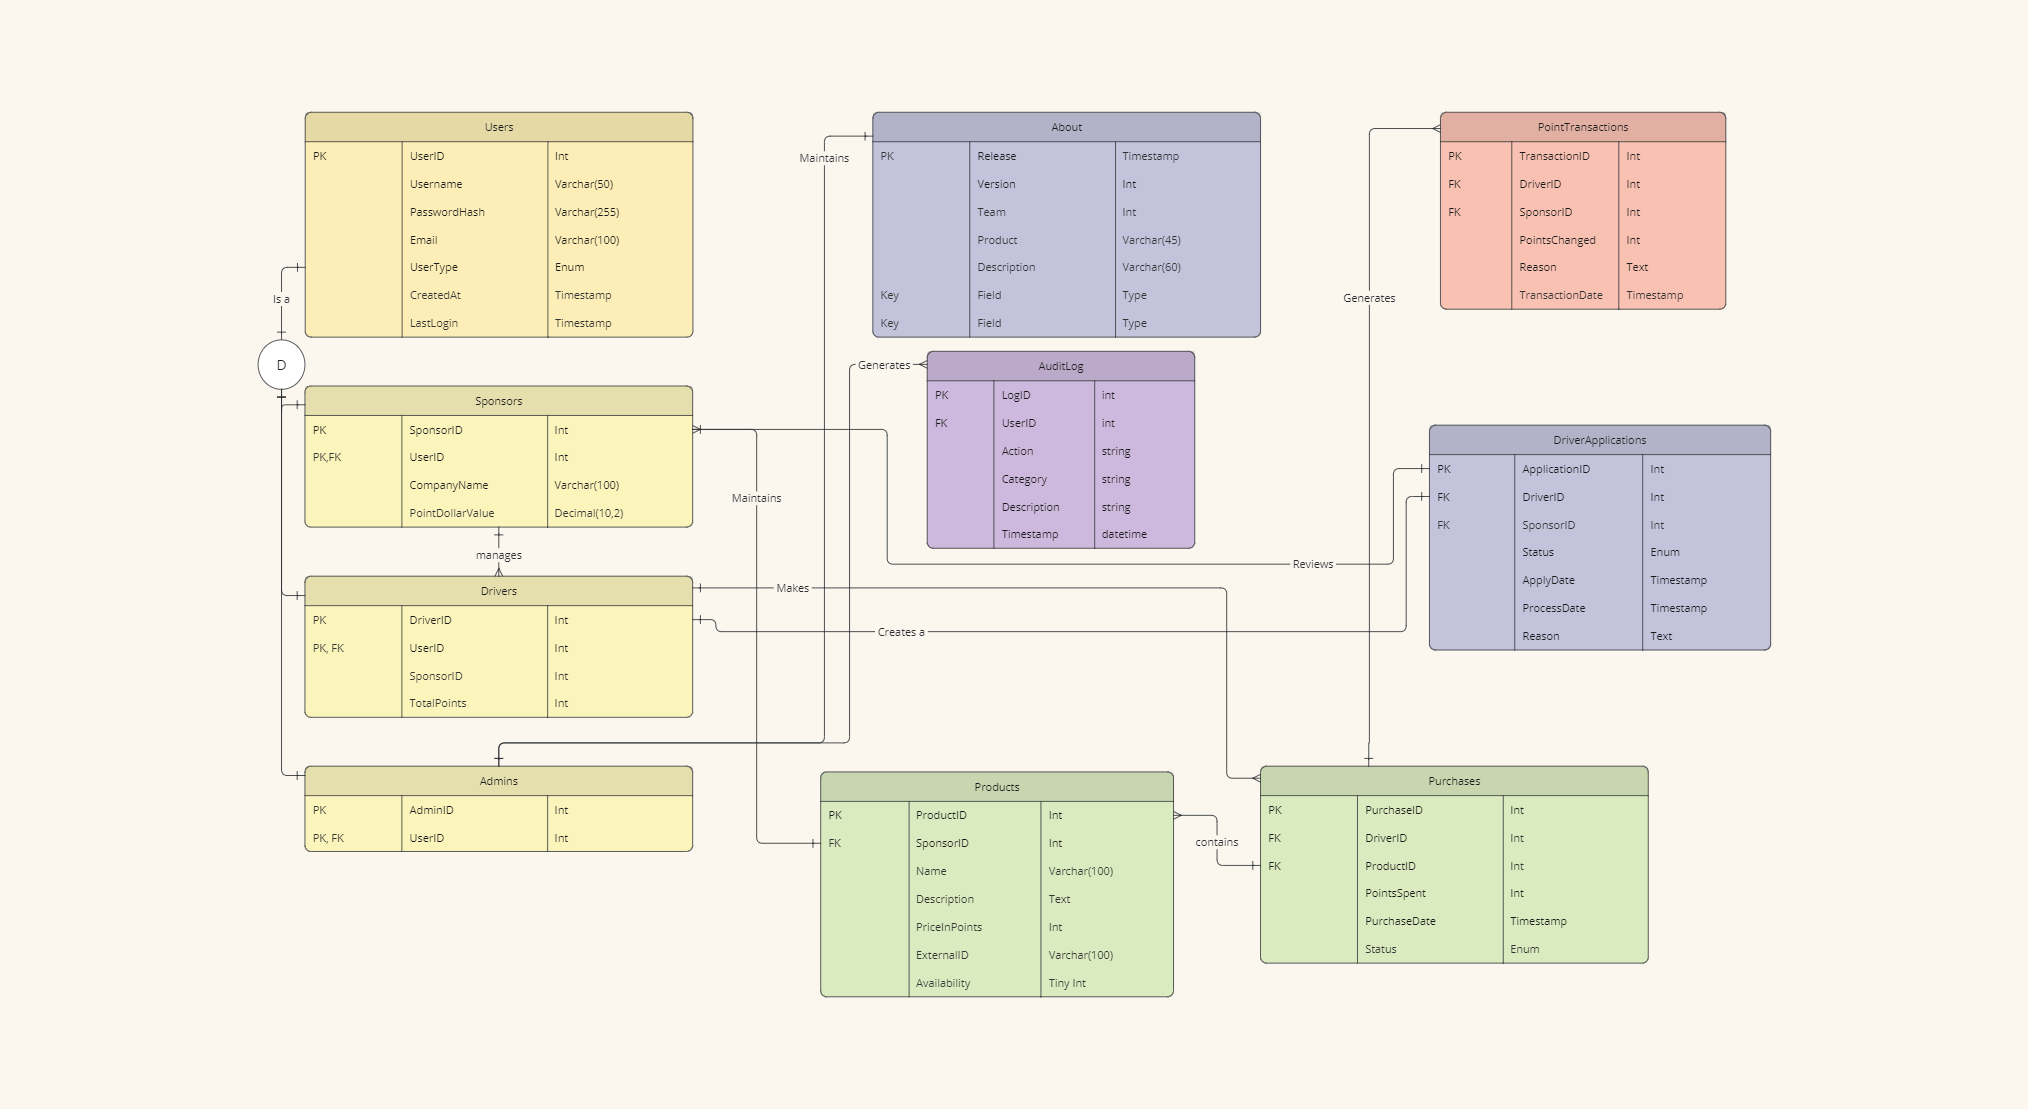 Users
PK UserID Int
Username Varchar(50)
PasswordHash Varchar(255)
Email Varchar(100)
UserType Enum
CreatedAt Timestamp
LastLogin Timestamp
Is a
D
Sponsors
PK SponsorID Int
PK,FK UserID Int
CompanyName Varchar(100)
PointDollarValue Decimal(10,2)
manages
Drivers
PK DriverID Int
PK, FK UserID Int
SponsorID Int
TotalPoints Int
Admins
PK AdminID Int
PK, FK UserID Int
Maintains
Maintains
About
PK Release Timestamp
Version Int
Team Int
Product Varchar(45)
Description Varchar(60)
Key Field Type
Key Field Type
Generates
AuditLog
PK LogID int
FK UserID int
Action string
Category string
Description string
Timestamp datetime
Reviews
Makes
Creates a
Products
PK ProductID Int
FK SponsorID Int
Name Varchar(100)
Description Text
PriceInPoints Int
ExternalID Varchar(100)
Availability Tiny Int
contains
Generates
PointTransactions
PK TransactionID Int
FK DriverID Int
FK SponsorID Int
PointsChanged Int
Reason Text
TransactionDate Timestamp
DriverApplications
PK ApplicationID Int
FK DriverID Int
FK SponsorID Int
Status Enum
ApplyDate Timestamp
ProcessDate Timestamp
Reason Text
Purchases
PK PurchaseID Int
FK DriverID Int
FK ProductID Int
PointsSpent Int
PurchaseDate Timestamp
Status Enum